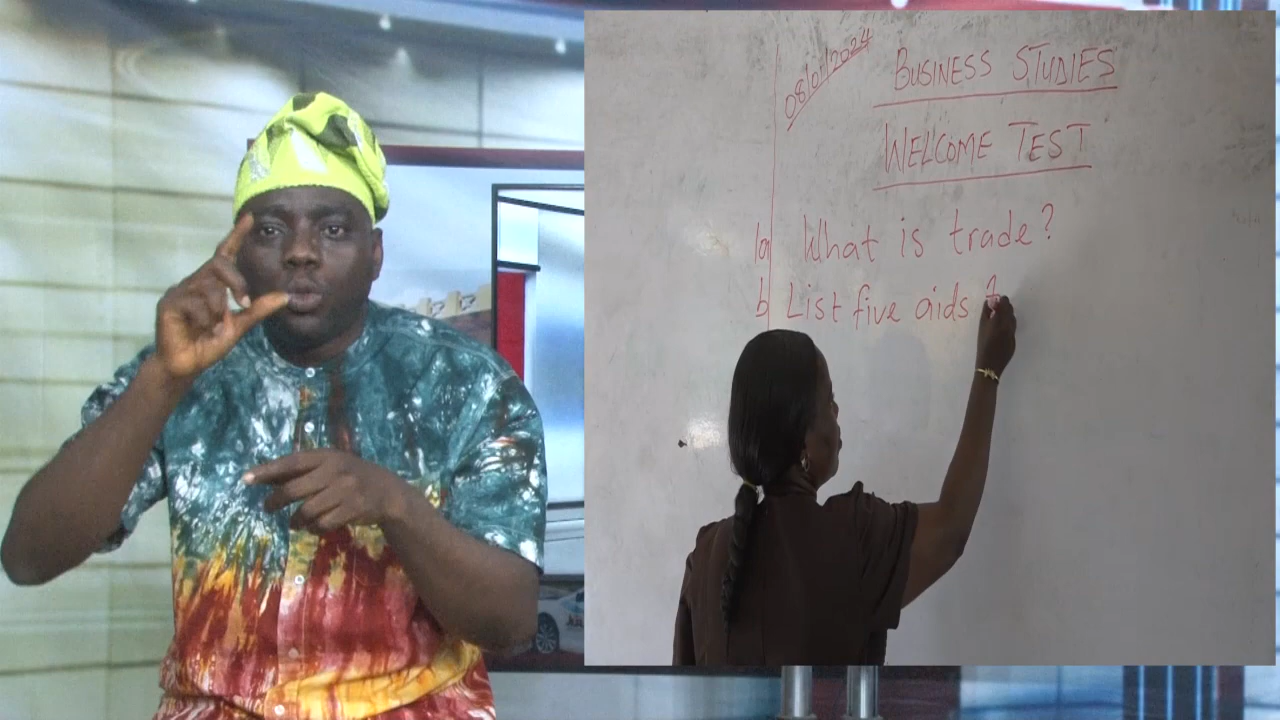 08/01/2024
BUSINESS STUDIES
WELCOME TEST
1a What is trade?
b List five aids